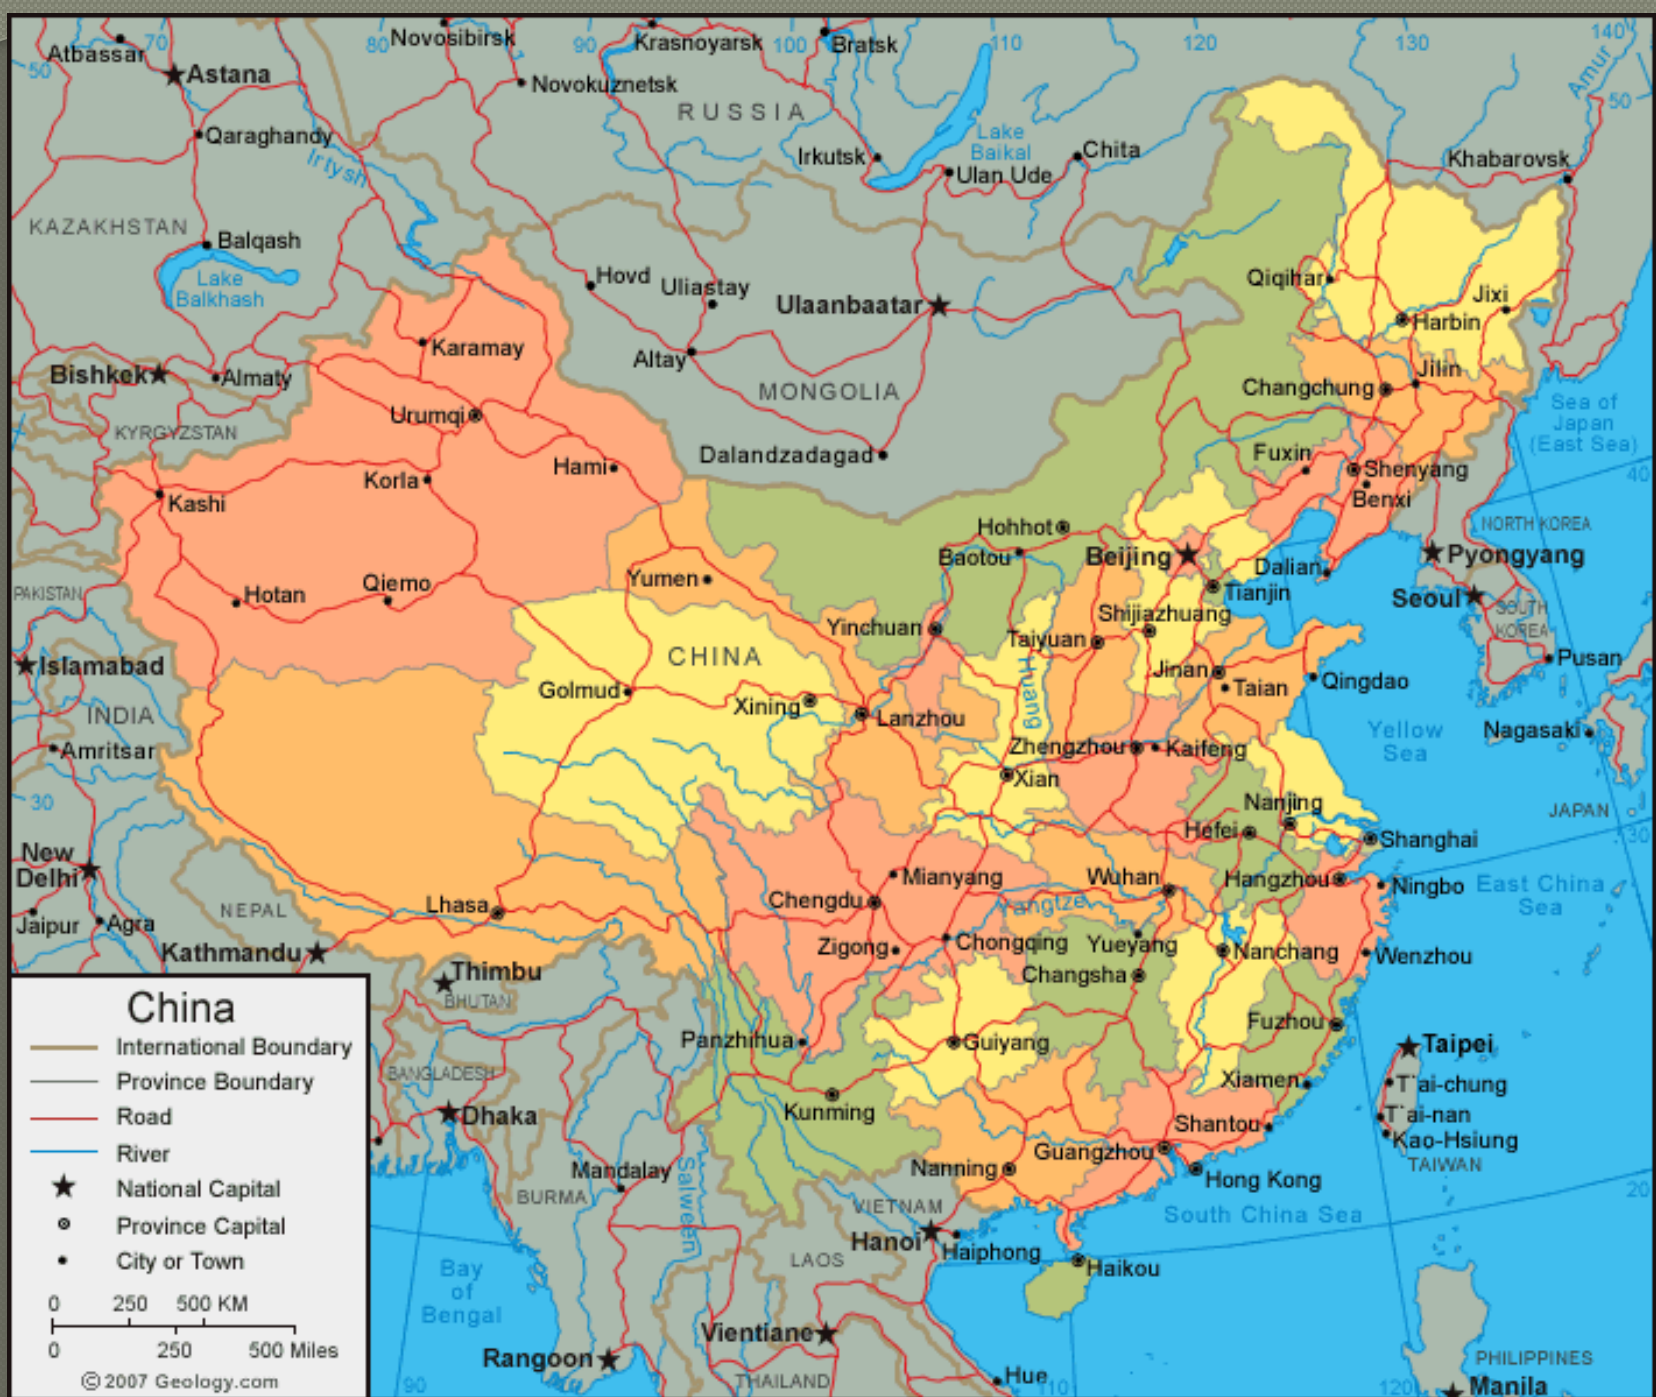 70
80
Novosibirsk
90
Krasnoyarsk
100
Bratsk
110
120
130
140
Atbassar
50
Astana
Novokuznetsk
RUSSIA
Amur
50
Qaraghandy
Irtysh
Irkutsk
Lake
Baikal
Ulan Ude
Chita
Khabarovsk
KAZAKHSTAN
Balqash
Lake
Balkhash
Hovd
Uliastay
Ulaanbaatar
Qiqihar
Jixi
Harbin
Karamay
Altay
MONGOLIA
Bishkek
Almaty
Changchung
Jilin
Urumqi
KYRGYZSTAN
Sea of
Japan
(East Sea)
Dalandzadagad
Hami
Korla
Kashi
Fuxin
Shenyang
Benxi
40
Hohhot
Baotou
Beijing
NORTH KOREA
Pyongyang
Dalian
Tianjin
Seoul
SOUTH
KOREA
PAKISTAN
Hotan
Qiemo
Yumen
Yinchuan
Shijiazhuang
Taiyuan
Huang
Islamabad
CHINA
Jinan
Taian
Qingdao
Pusan
INDIA
Golmud
Xining
Lanzhou
Amritsar
Zhengzhou
Kaifeng
Yellow
Sea
Nagasaki
Xian
30
Nanjing
JAPAN
Hefei
Shanghai
30
New
Delhi
Mianyang
Wuhan
Hangzhou
Ningbo
East China
Sea
Jaipur
Agra
NEPAL
Lhasa
Chengdu
Yangtze
Kathmandu
Zigong
Chongqing
Yueyang
Nanchang
Wenzhou
Thimbu
BHUTAN
Changsha
Fuzhou
Panzhihua
Guiyang
Taipei
BANGLADESH
Xiamen
T'ai-chung
Dhaka
Kunming
Shantou
T'ai-nan
Guangzhou
Kao-Hsiung
TAIWAN
Mandalay
Salween
Nanning
Hong Kong
BURMA
VIETNAM
South China Sea
20
Hanoi
Haiphong
LAOS
Haikou
Bay
of
Bengal
Vientiane
Rangoon
THAILAND
Hue
PHILIPPINES
Manila
90
110
120
China
International Boundary
Province Boundary
Road
River
National Capital
Province Capital
City or Town
0 250 500 KM
0 250 500 Miles
©2007 Geology.com